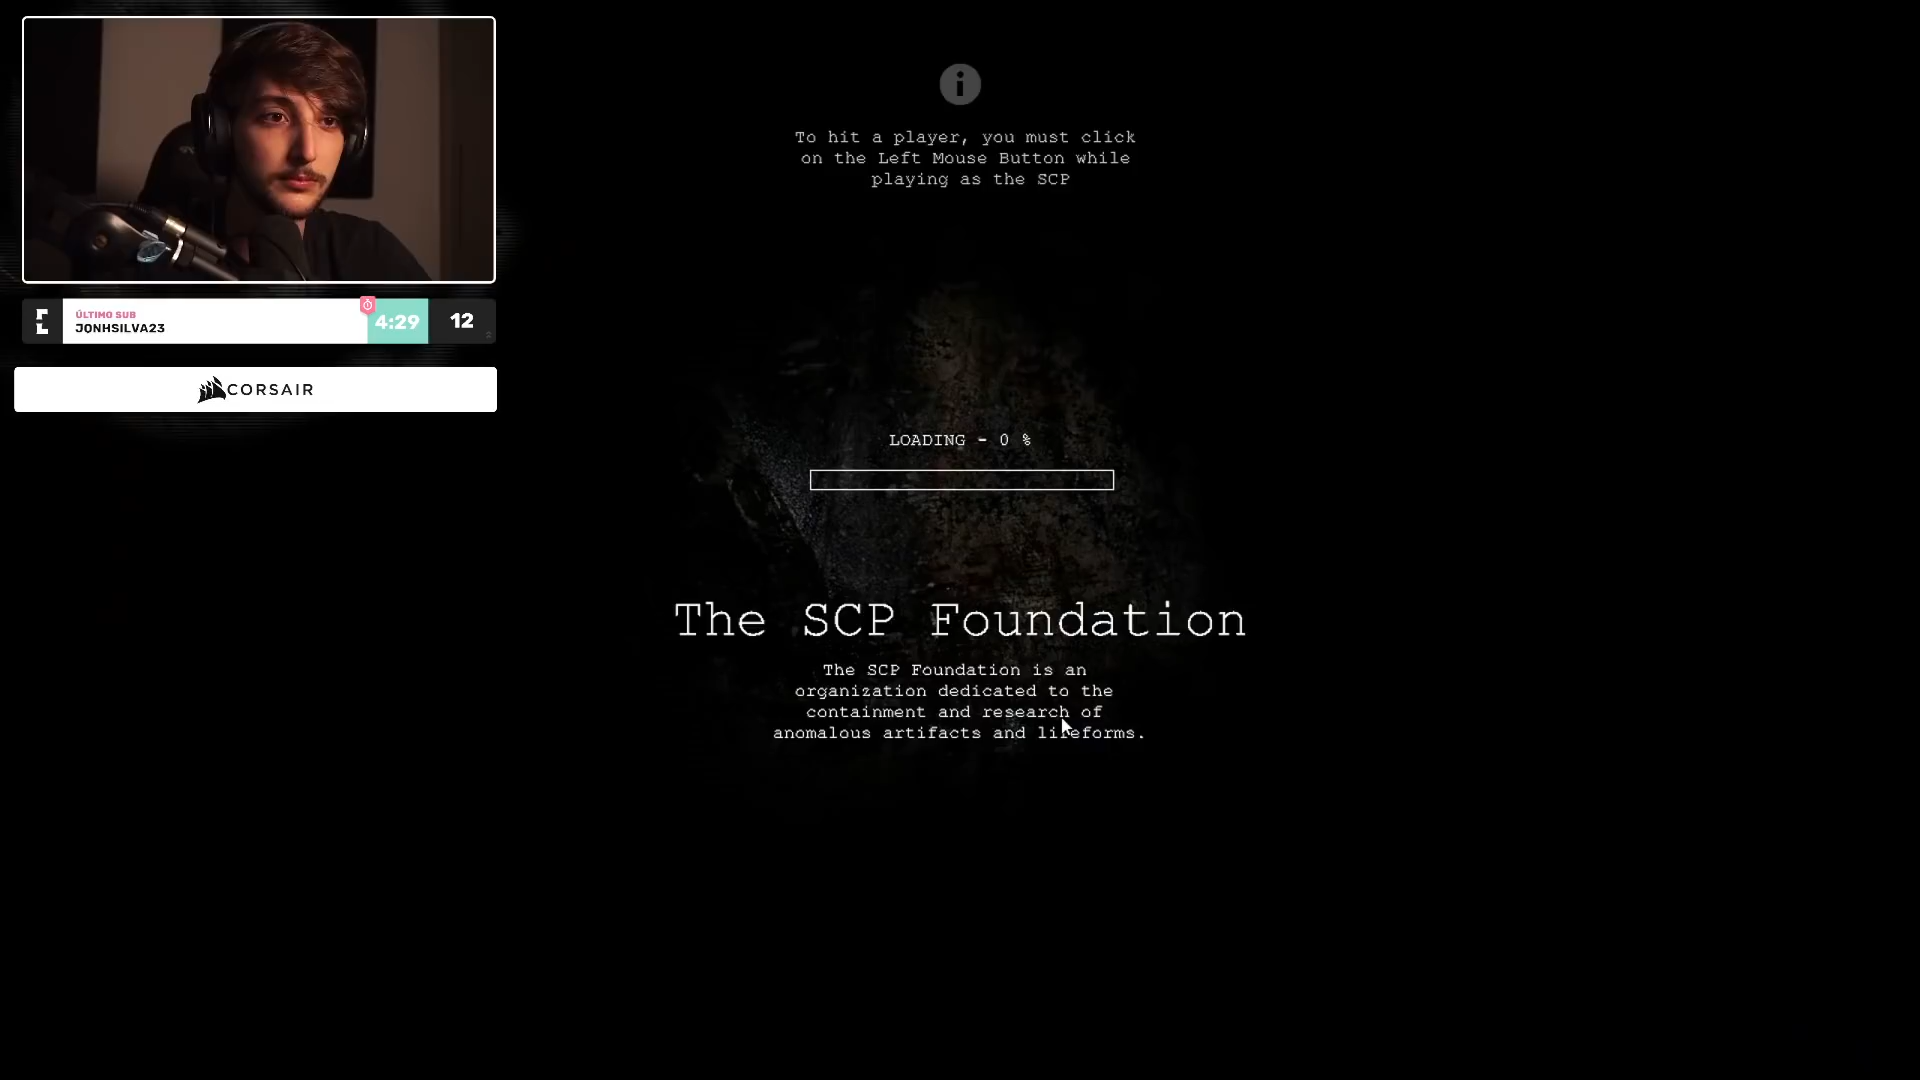 To hit a player, you must click
on the Left Mouse Button while
playing as the SCP
ÚLTIMO SUB
JONHSILVA23
4:29
12
CORSAIR
LOADING - 0 %
The SCP Foundation
The SCP Foundation is an
organization dedicated to the
containment and research of
anomalous artifacts and lifeforms.